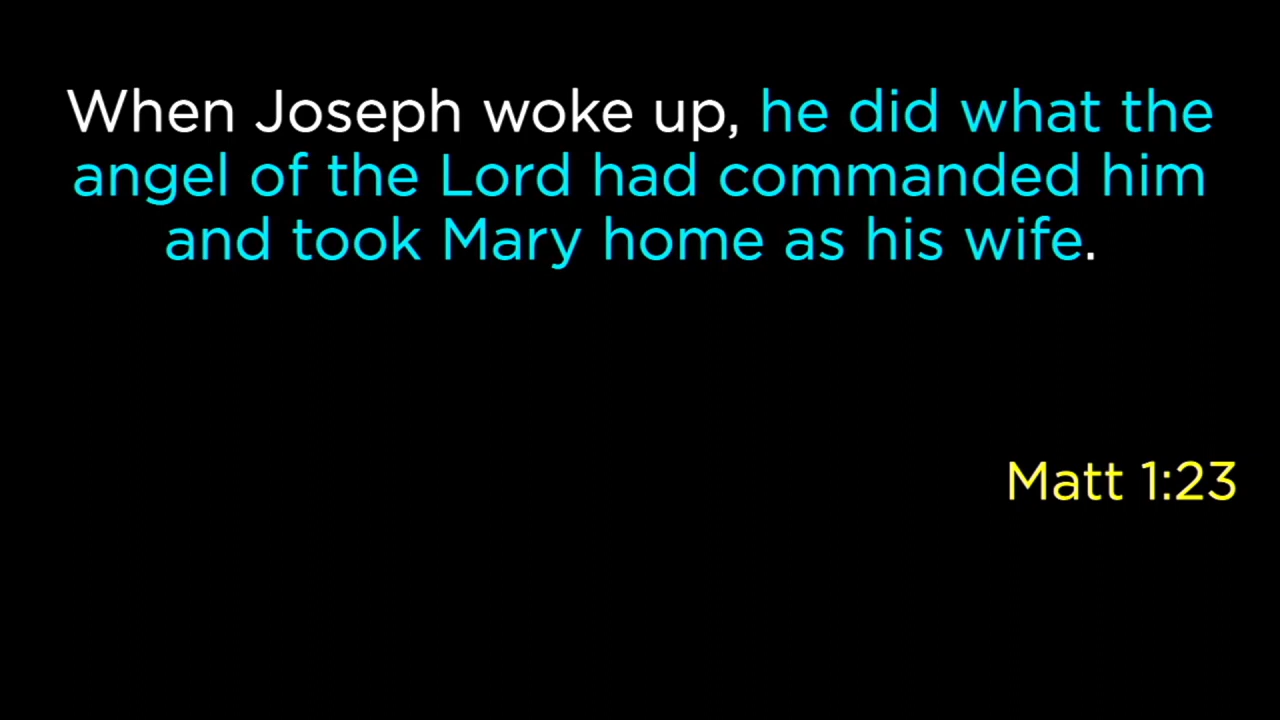 When Joseph woke up, he did what the
angel of the Lord had commanded him
and took Mary home as his wife.
Matt 1:23